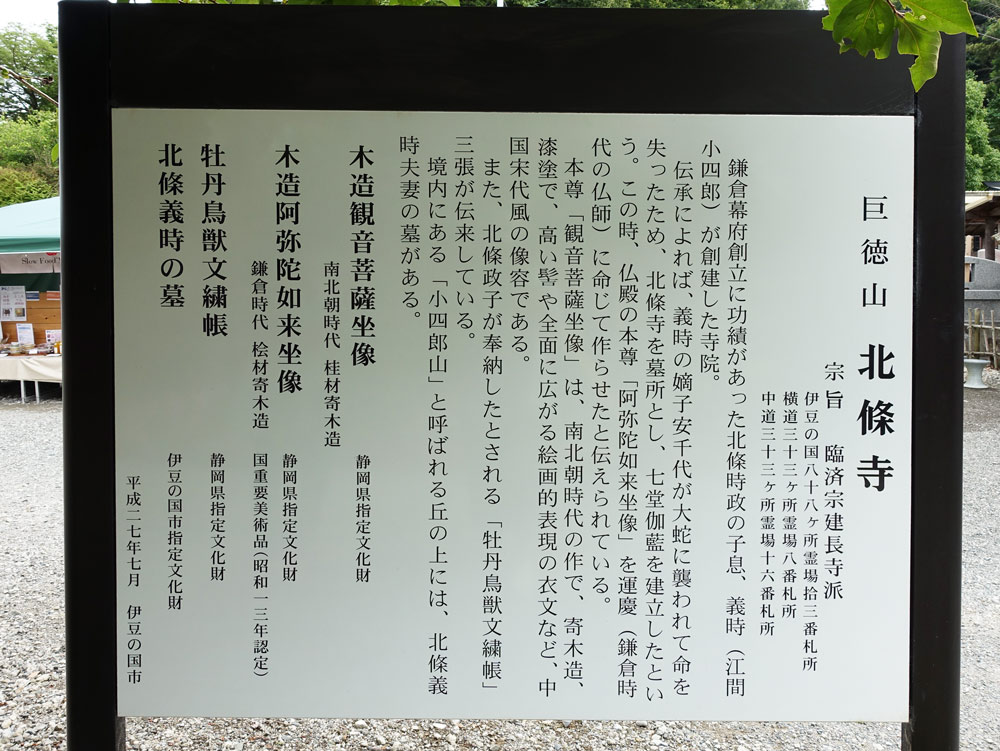 巨徳山 北條寺
宗旨 臨済宗建長寺派
伊豆の国八十八ヶ所霊場拾三番札所
横道三十三ヶ所霊場八番札所
中道三十三ヶ所霊場十六番札所
鎌倉幕府創立に功績があった北條時政の子息、義時（江間
小四郎）が創建した寺院。
伝承によれば、義時の嫡子安千代が大蛇に襲われて命を
失ったため、北條寺を墓所とし、七堂伽藍を建立したとい
う。この時、仏殿の本尊「阿弥陀如来坐像」を運慶（鎌倉時
代の仏師）に命じて作らせたと伝えられている。
本尊「観音菩薩坐像」は、南北朝時代の作で、寄木造、
漆塗で、高い髻や全面に広がる絵画的表現の衣文など、中
国宋代風の像容である。
また、北條政子が奉納したとされる「牡丹鳥獣文繍帳」
三張が伝来している。
境内にある「小四郎山」と呼ばれる丘の上には、北條義
時夫妻の墓がある。
木造観音菩薩坐像 静岡県指定文化財
南北朝時代 桂材寄木造
木造阿弥陀如来坐像 静岡県指定文化財
鎌倉時代 桧材寄木造 国重要美術品（昭和一三年認定）
牡丹鳥獣文繍帳 静岡県指定文化財
北條義時の墓 伊豆の国市指定文化財
平成二七年七月 伊豆の国市
Slow Food